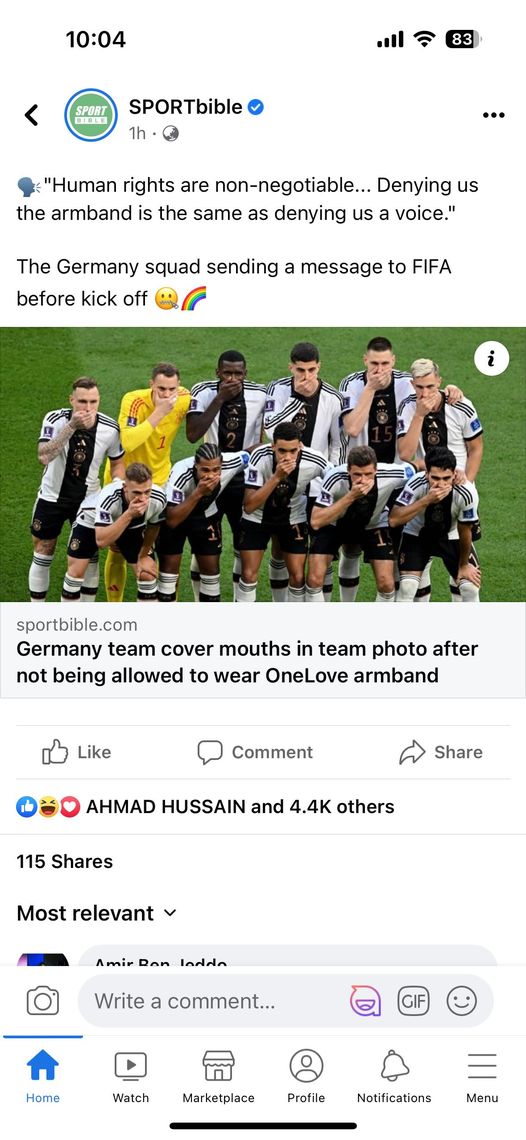 10:04
83
SPORT
BIBLE
SPORTbible
1h ·
"Human rights are non-negotiable... Denying us
the armband is the same as denying us a voice."
The Germany squad sending a message to FIFA
before kick off
i
3
1
2
15
sportbible.com
Germany team cover mouths in team photo after
not being allowed to wear OneLove armband
Like
Comment
Share
AHMAD HUSSAIN and 4.4K others
115 Shares
Most relevant
Amir Ben Jeddo
Write a comment...
GIF
Home
Watch
Marketplace
Profile
Notifications
Menu